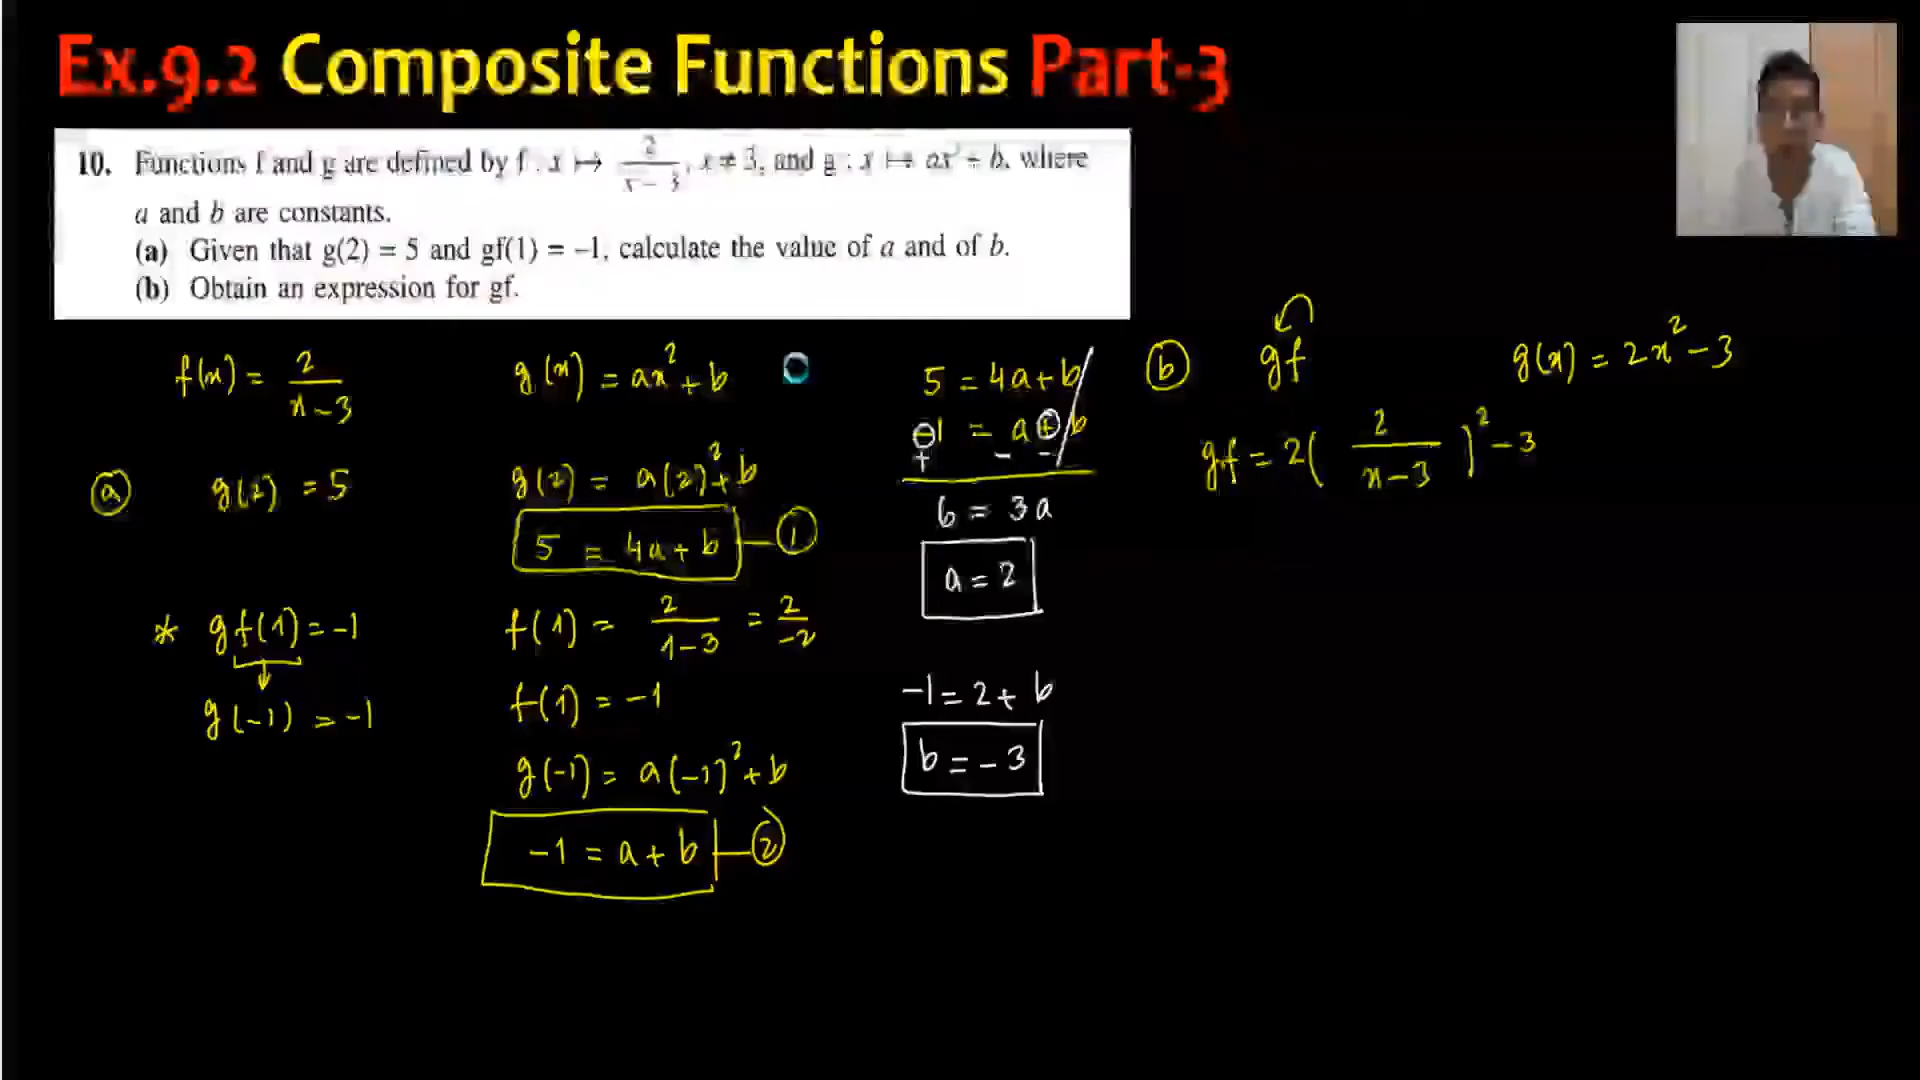 Ex.9.2 Composite Functions Part-3
10. Functions f and g are defined by f : x ↦ 2/(x − 3), x ≠ 3, and g : x ↦ ax² + b, where
a and b are constants.
(a) Given that g(2) = 5 and gf(1) = −1, calculate the value of a and of b.
(b) Obtain an expression for gf.
f(x) = 2/(x−3)
g(x) = ax² + b
(a) g(2) = 5
g(2) = a(2)² + b
5 = 4a + b — (1)
* gf(1) = -1
g(-1) = -1
f(1) = 2/(1-3) = 2/-2
f(1) = -1
g(-1) = a(-1)² + b
-1 = a + b — (2)
5 = 4a + b
-1 = a + b
+ - -
6 = 3a
a = 2
-1 = 2 + b
b = -3
(b) gf
g(x) = 2x² - 3
gf = 2( 2/(x-3) )² - 3